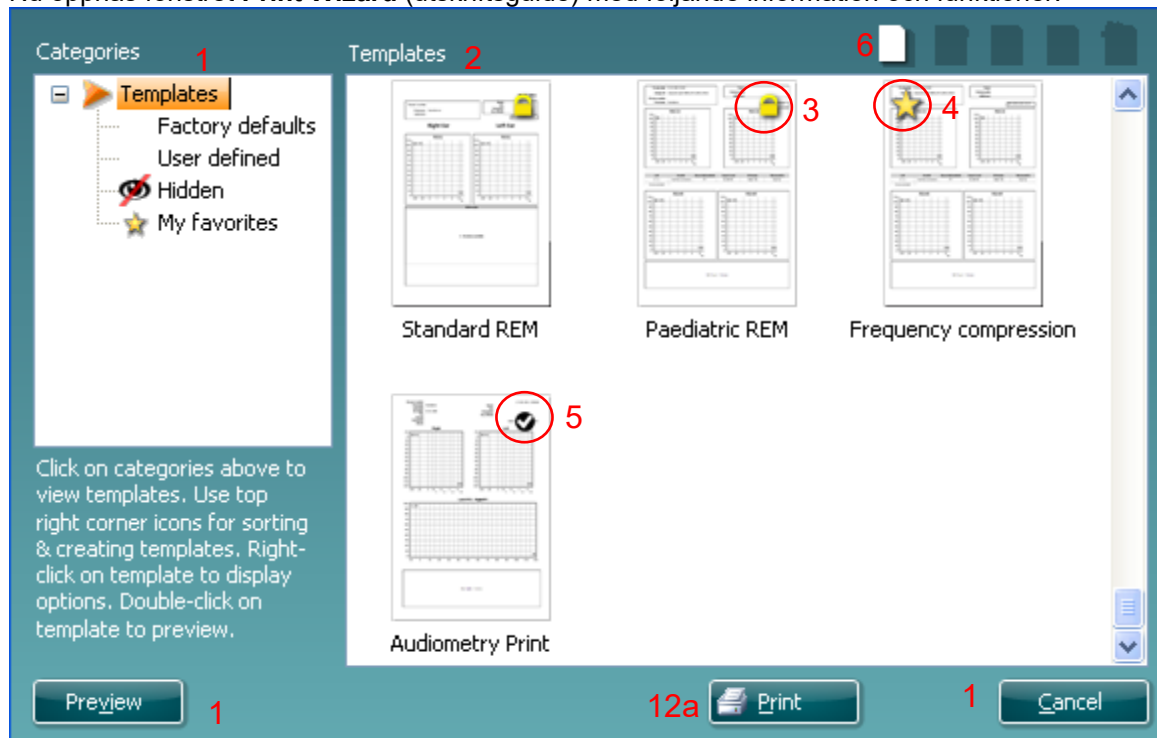 Categories
1
Templates
2
6
Templates
Factory defaults
User defined
Hidden
My favorites
3
4
Standard REM
Paediatric REM
Frequency compression
5
Audiometry Print
Click on categories above to
view templates. Use top
right corner icons for sorting
& creating templates. Right-
click on template to display
options. Double-click on
template to preview.
Preview
1
12a
Print
1
Cancel